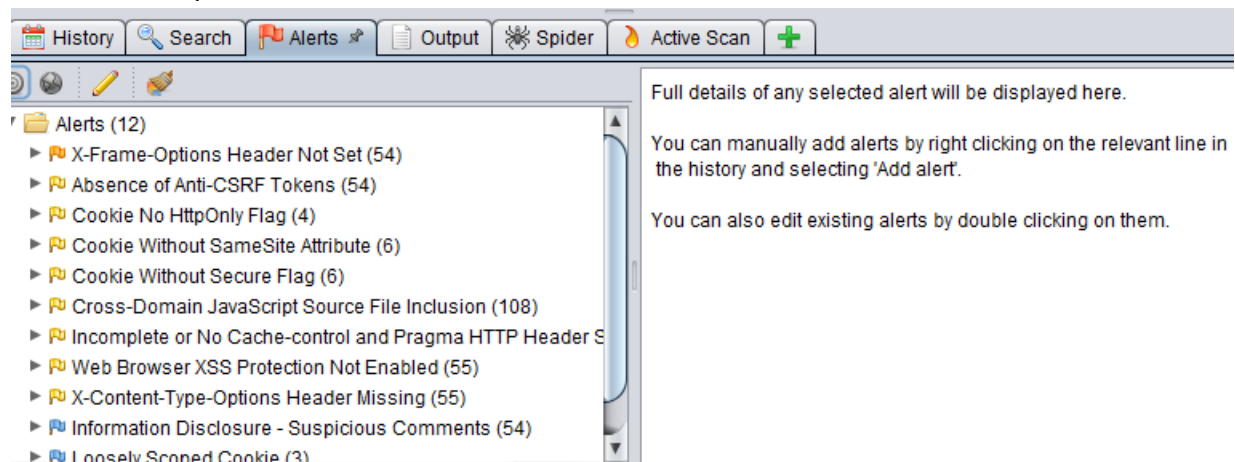 History Search Alerts Output Spider Active Scan
Alerts (12)
X-Frame-Options Header Not Set (54)
Absence of Anti-CSRF Tokens (54)
Cookie No HttpOnly Flag (4)
Cookie Without SameSite Attribute (6)
Cookie Without Secure Flag (6)
Cross-Domain JavaScript Source File Inclusion (108)
Incomplete or No Cache-control and Pragma HTTP Header S
Web Browser XSS Protection Not Enabled (55)
X-Content-Type-Options Header Missing (55)
Information Disclosure - Suspicious Comments (54)
Loosely Scoped Cookie (3)
Full details of any selected alert will be displayed here.
You can manually add alerts by right clicking on the relevant line in
the history and selecting 'Add alert'.
You can also edit existing alerts by double clicking on them.